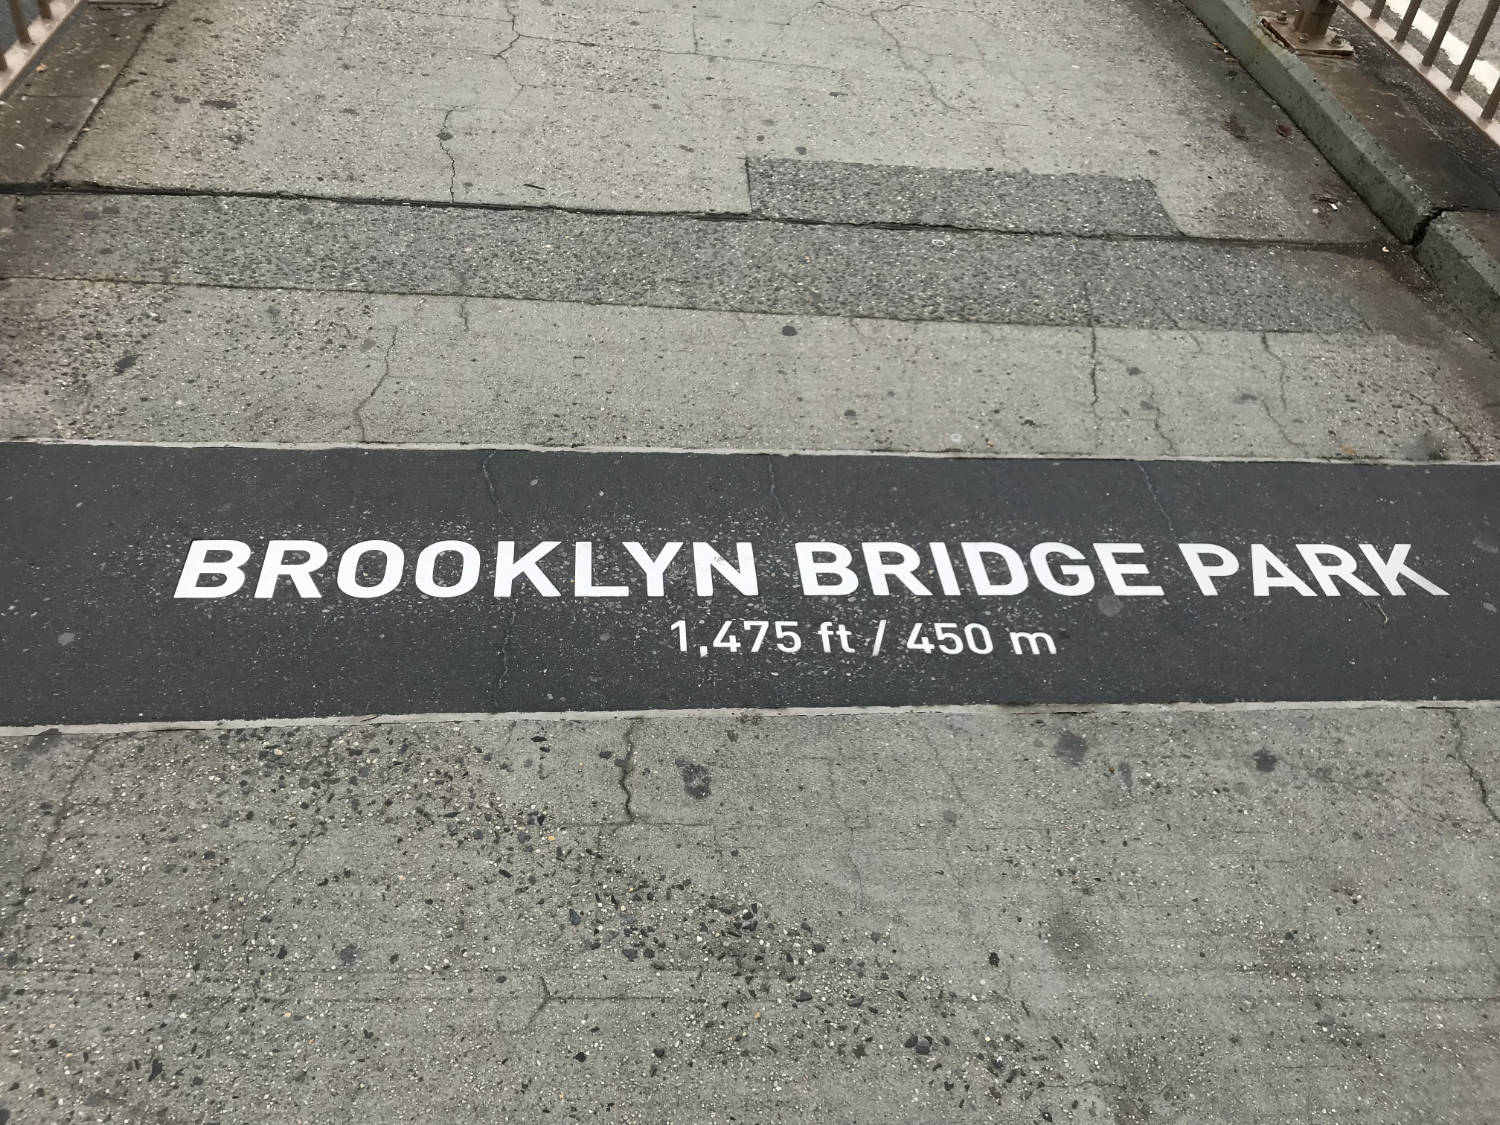 BROOKLYN BRIDGE PARK
1,475 ft / 450 m